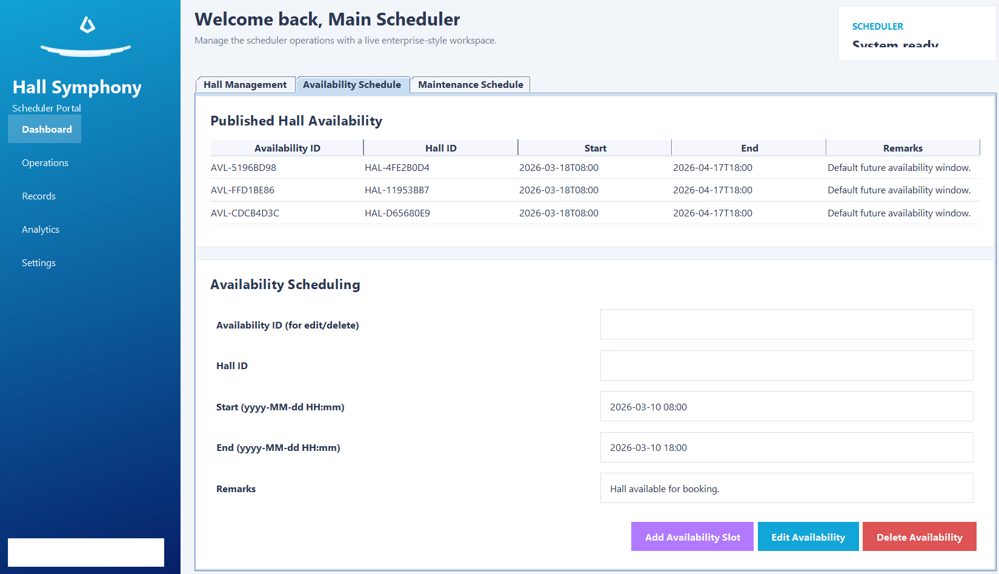 Hall Symphony
Scheduler Portal
Dashboard
Operations
Records
Analytics
Settings
Welcome back, Main Scheduler
Manage the scheduler operations with a live enterprise-style workspace.
SCHEDULER
System ready
Hall Management Availability Schedule Maintenance Schedule
Published Hall Availability
Availability ID Hall ID Start End Remarks
AVL-5196BD98 HAL-4FE2B0D4 2026-03-18T08:00 2026-04-17T18:00 Default future availability window.
AVL-FFD1BE86 HAL-11953BB7 2026-03-18T08:00 2026-04-17T18:00 Default future availability window.
AVL-CDCB4D3C HAL-D65680E9 2026-03-18T08:00 2026-04-17T18:00 Default future availability window.
Availability Scheduling
Availability ID (for edit/delete)
Hall ID
Start (yyyy-MM-dd HH:mm) 2026-03-10 08:00
End (yyyy-MM-dd HH:mm) 2026-03-10 18:00
Remarks Hall available for booking.
Add Availability Slot Edit Availability Delete Availability